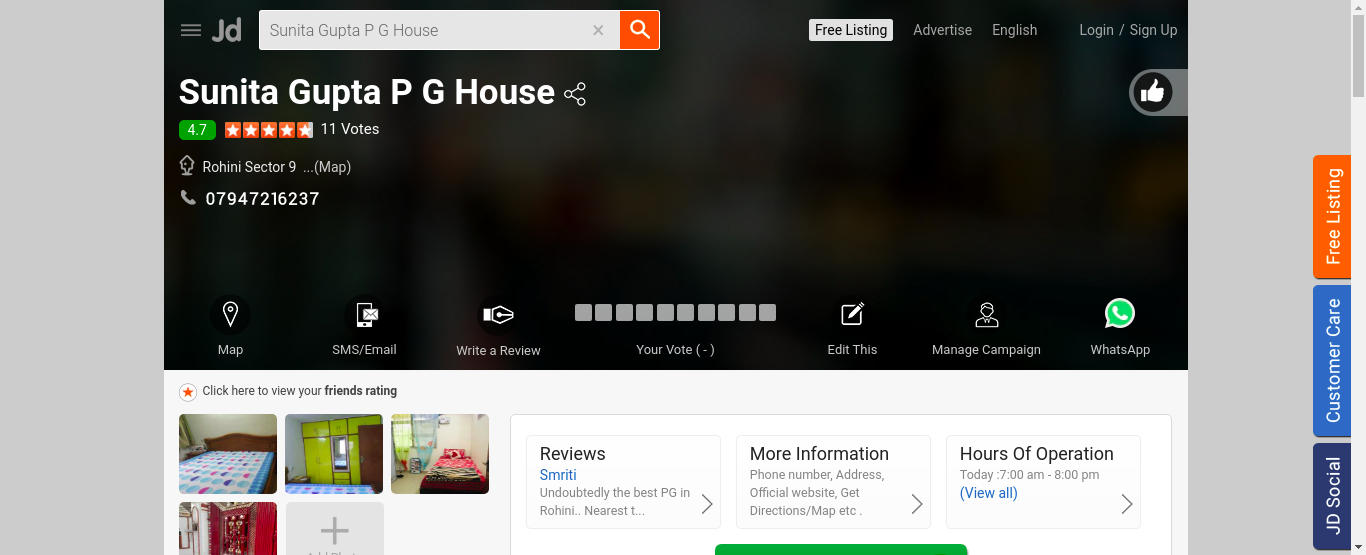 Jd
Sunita Gupta P G House
Free Listing
Advertise
English
Login / Sign Up
Sunita Gupta P G House
4.7
11 Votes
Rohini Sector 9 ...(Map)
07947216237
Map
SMS/Email
Write a Review
Your Vote ( - )
Edit This
Manage Campaign
WhatsApp
Click here to view your friends rating
Reviews
Smriti
Undoubtedly the best PG in
Rohini.. Nearest t...
More Information
Phone number, Address,
Official website, Get
Directions/Map etc .
Hours Of Operation
Today :7:00 am - 8:00 pm
(View all)
Free Listing
Customer Care
JD Social